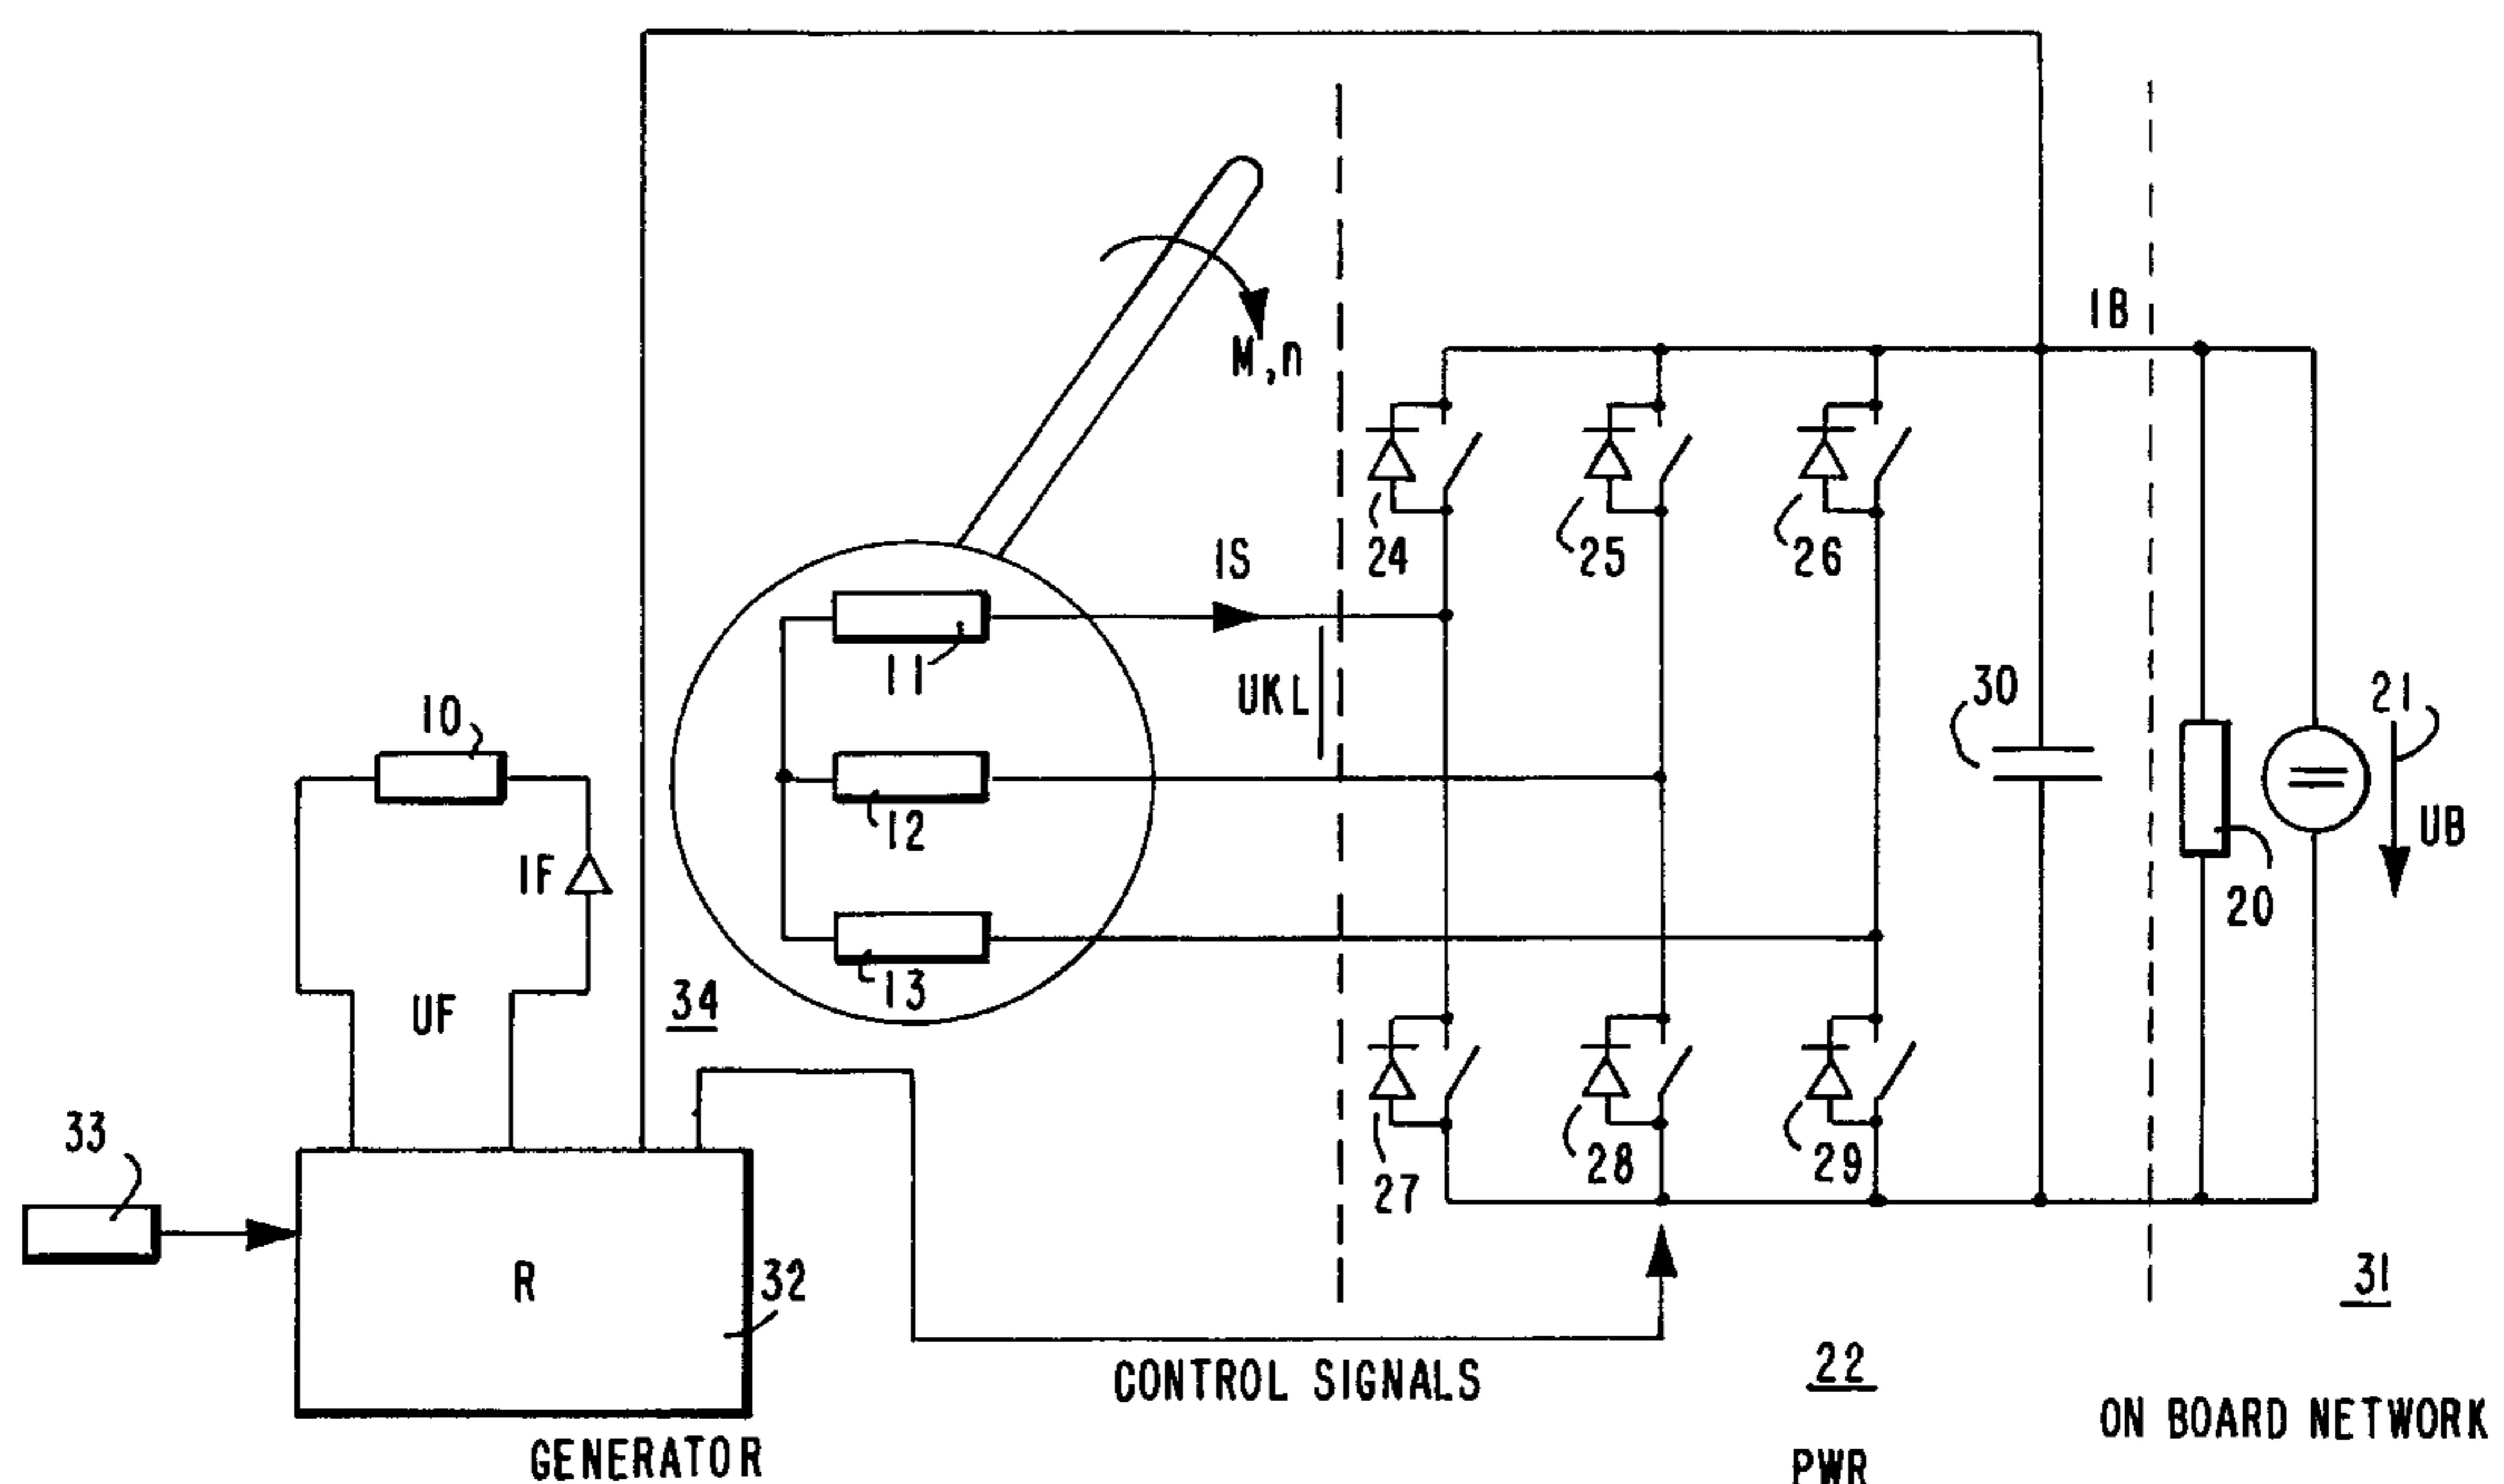 IB
M,n
24
25
26
IS
11
UKL
30
21
10
12
UB
IF
20
13
34
UF
33
28
29
27
R
32
31
22
CONTROL SIGNALS
ON BOARD NETWORK
GENERATOR
PWR